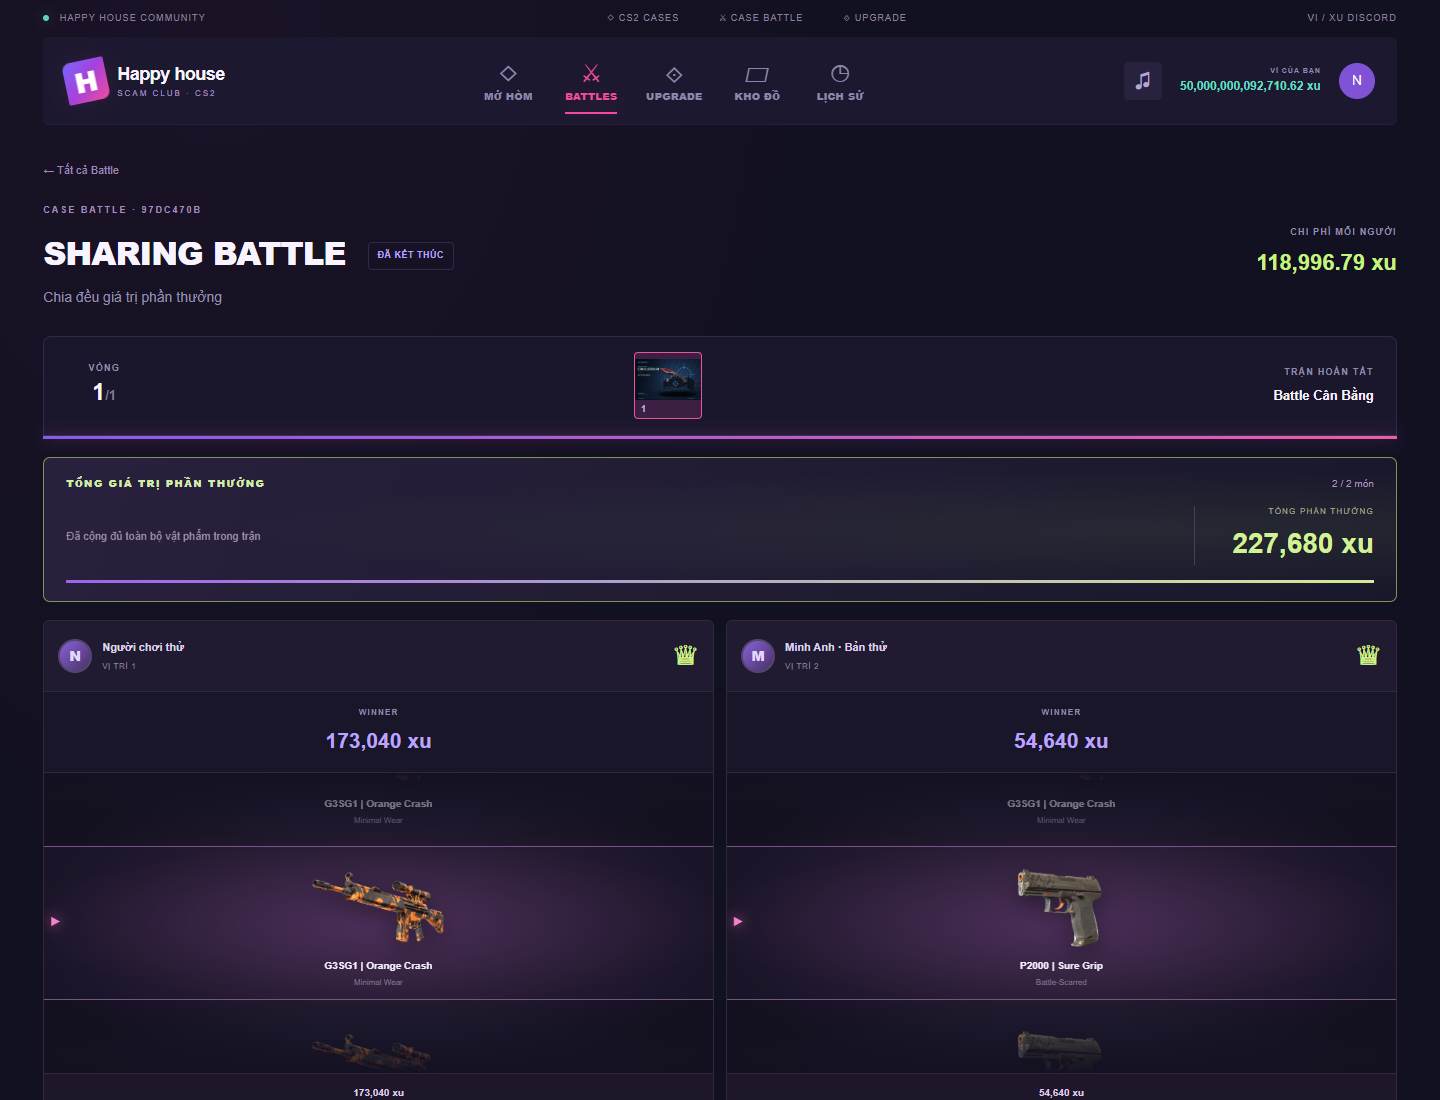 HAPPY HOUSE COMMUNITY
CS2 CASES
CASE BATTLE
UPGRADE
VI / XU DISCORD
H
Happy house
SCAM CLUB · CS2
MỞ HÒM
BATTLES
UPGRADE
KHO ĐỒ
LỊCH SỬ
VÍ CỦA BẠN
50,000,000,092,710.62 xu
N
← Tất cả Battle
CASE BATTLE · 97DC470B
SHARING BATTLE
ĐÃ KẾT THÚC
Chia đều giá trị phần thưởng
CHI PHÍ MỖI NGƯỜI
118,996.79 xu
VÒNG
1/1
1
TRẬN HOÀN TẤT
Battle Cân Bằng
TỔNG GIÁ TRỊ PHẦN THƯỞNG
2 / 2 món
Đã cộng đủ toàn bộ vật phẩm trong trận
TỔNG PHẦN THƯỞNG
227,680 xu
N
Người chơi thử
VỊ TRÍ 1
WINNER
173,040 xu
G3SG1 | Orange Crash
Minimal Wear
G3SG1 | Orange Crash
Minimal Wear
173,040 xu
M
Minh Anh · Bản thử
VỊ TRÍ 2
WINNER
54,640 xu
G3SG1 | Orange Crash
Minimal Wear
P2000 | Sure Grip
Battle-Scarred
54,640 xu